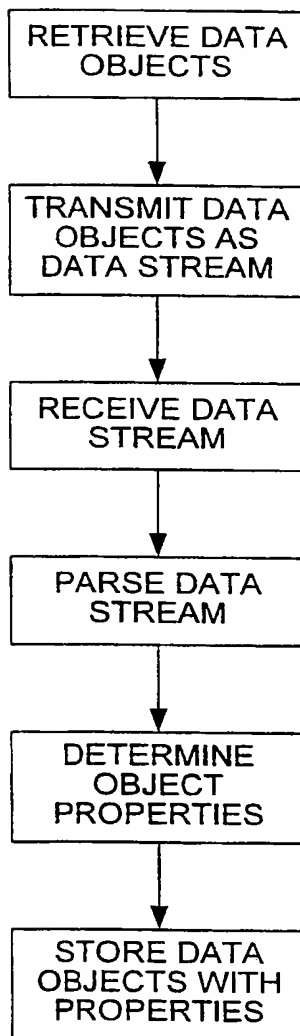 RETRIEVE DATA
OBJECTS
TRANSMIT DATA
OBJECTS AS
DATA STREAM
RECEIVE DATA
STREAM
PARSE DATA
STREAM
DETERMINE
OBJECT
PROPERTIES
STORE DATA
OBJECTS WITH
PROPERTIES